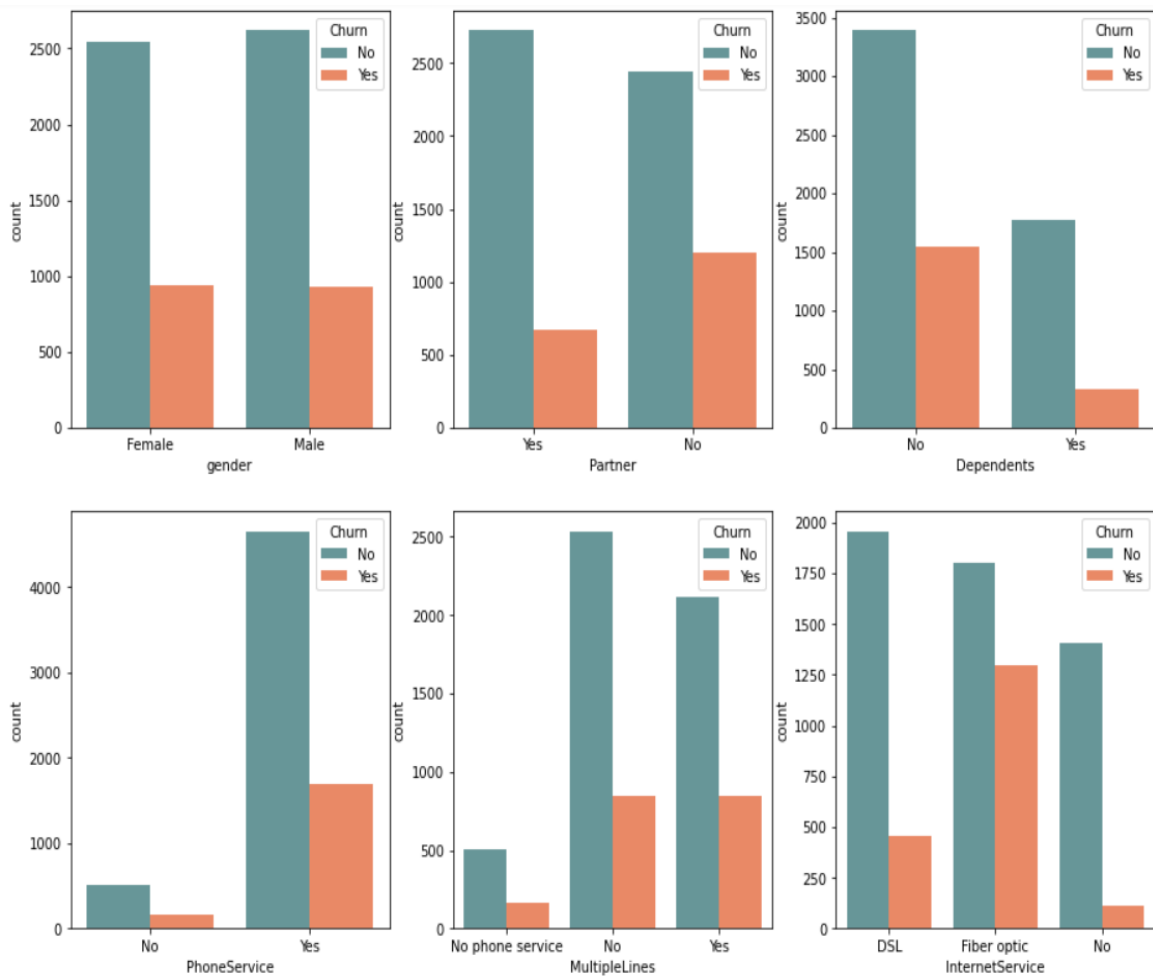 Churn
No
Yes
2500
2000
1500
1000
500
0
count
Female Male
gender
Churn
No
Yes
2500
2000
1500
1000
500
0
count
Yes No
Partner
Churn
No
Yes
3500
3000
2500
2000
1500
1000
500
0
count
No Yes
Dependents
Churn
No
Yes
4000
3000
2000
1000
0
count
No Yes
PhoneService
Churn
No
Yes
2500
2000
1500
1000
500
0
count
No phone service No Yes
MultipleLines
Churn
No
Yes
2000
1750
1500
1250
1000
750
500
250
0
count
DSL Fiber optic No
InternetService